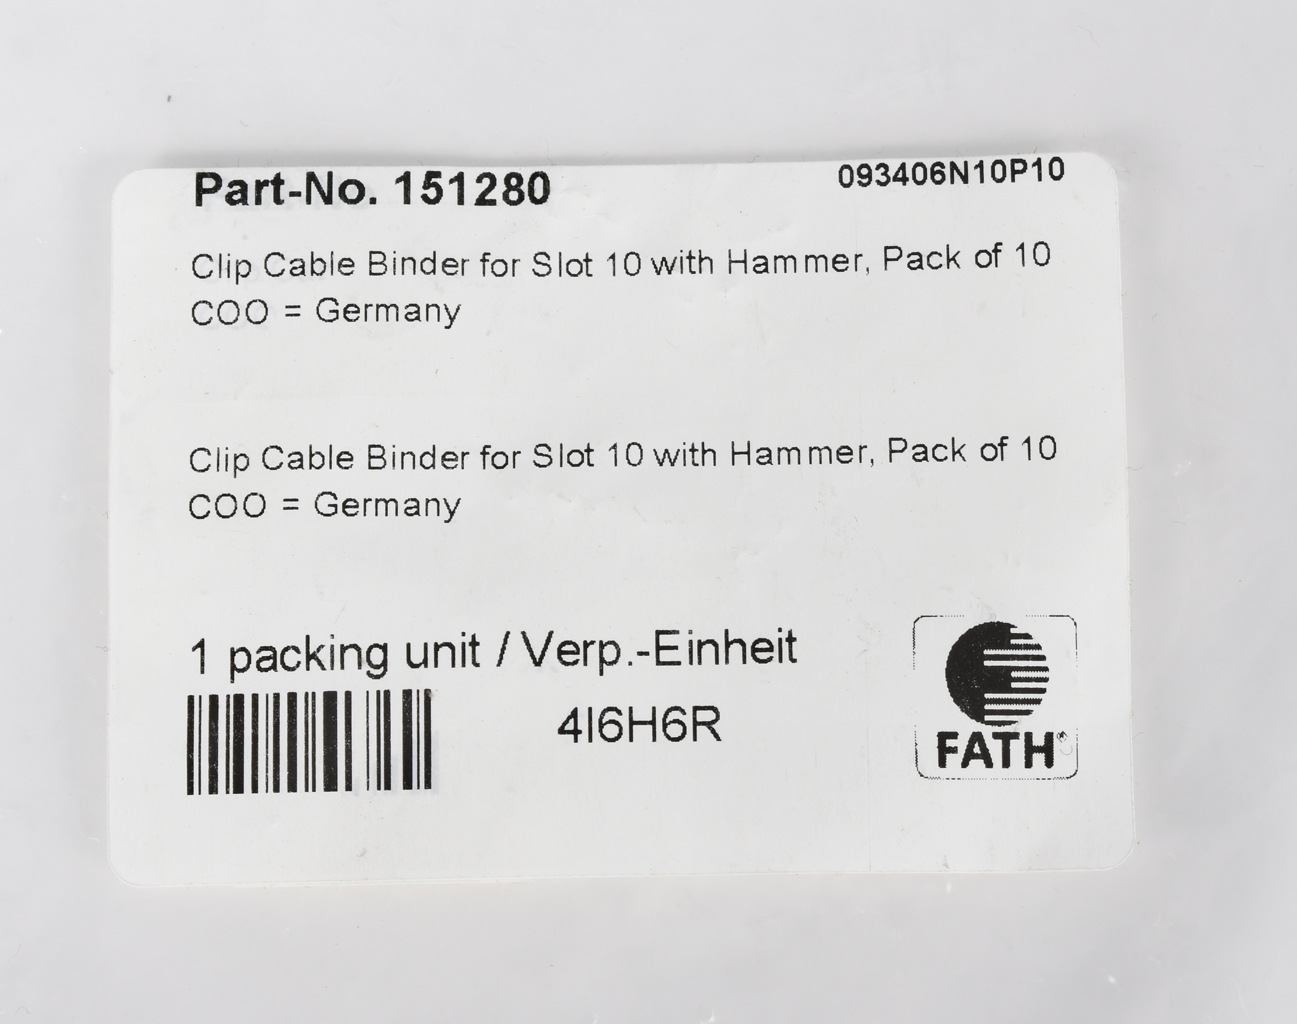 Part-No. 151280
093406N10P10
Clip Cable Binder for Slot 10 with Hammer, Pack of 10
COO = Germany
Clip Cable Binder for Slot 10 with Hammer, Pack of 10
COO = Germany
1 packing unit / Verp.-Einheit
4I6H6R
FATH®